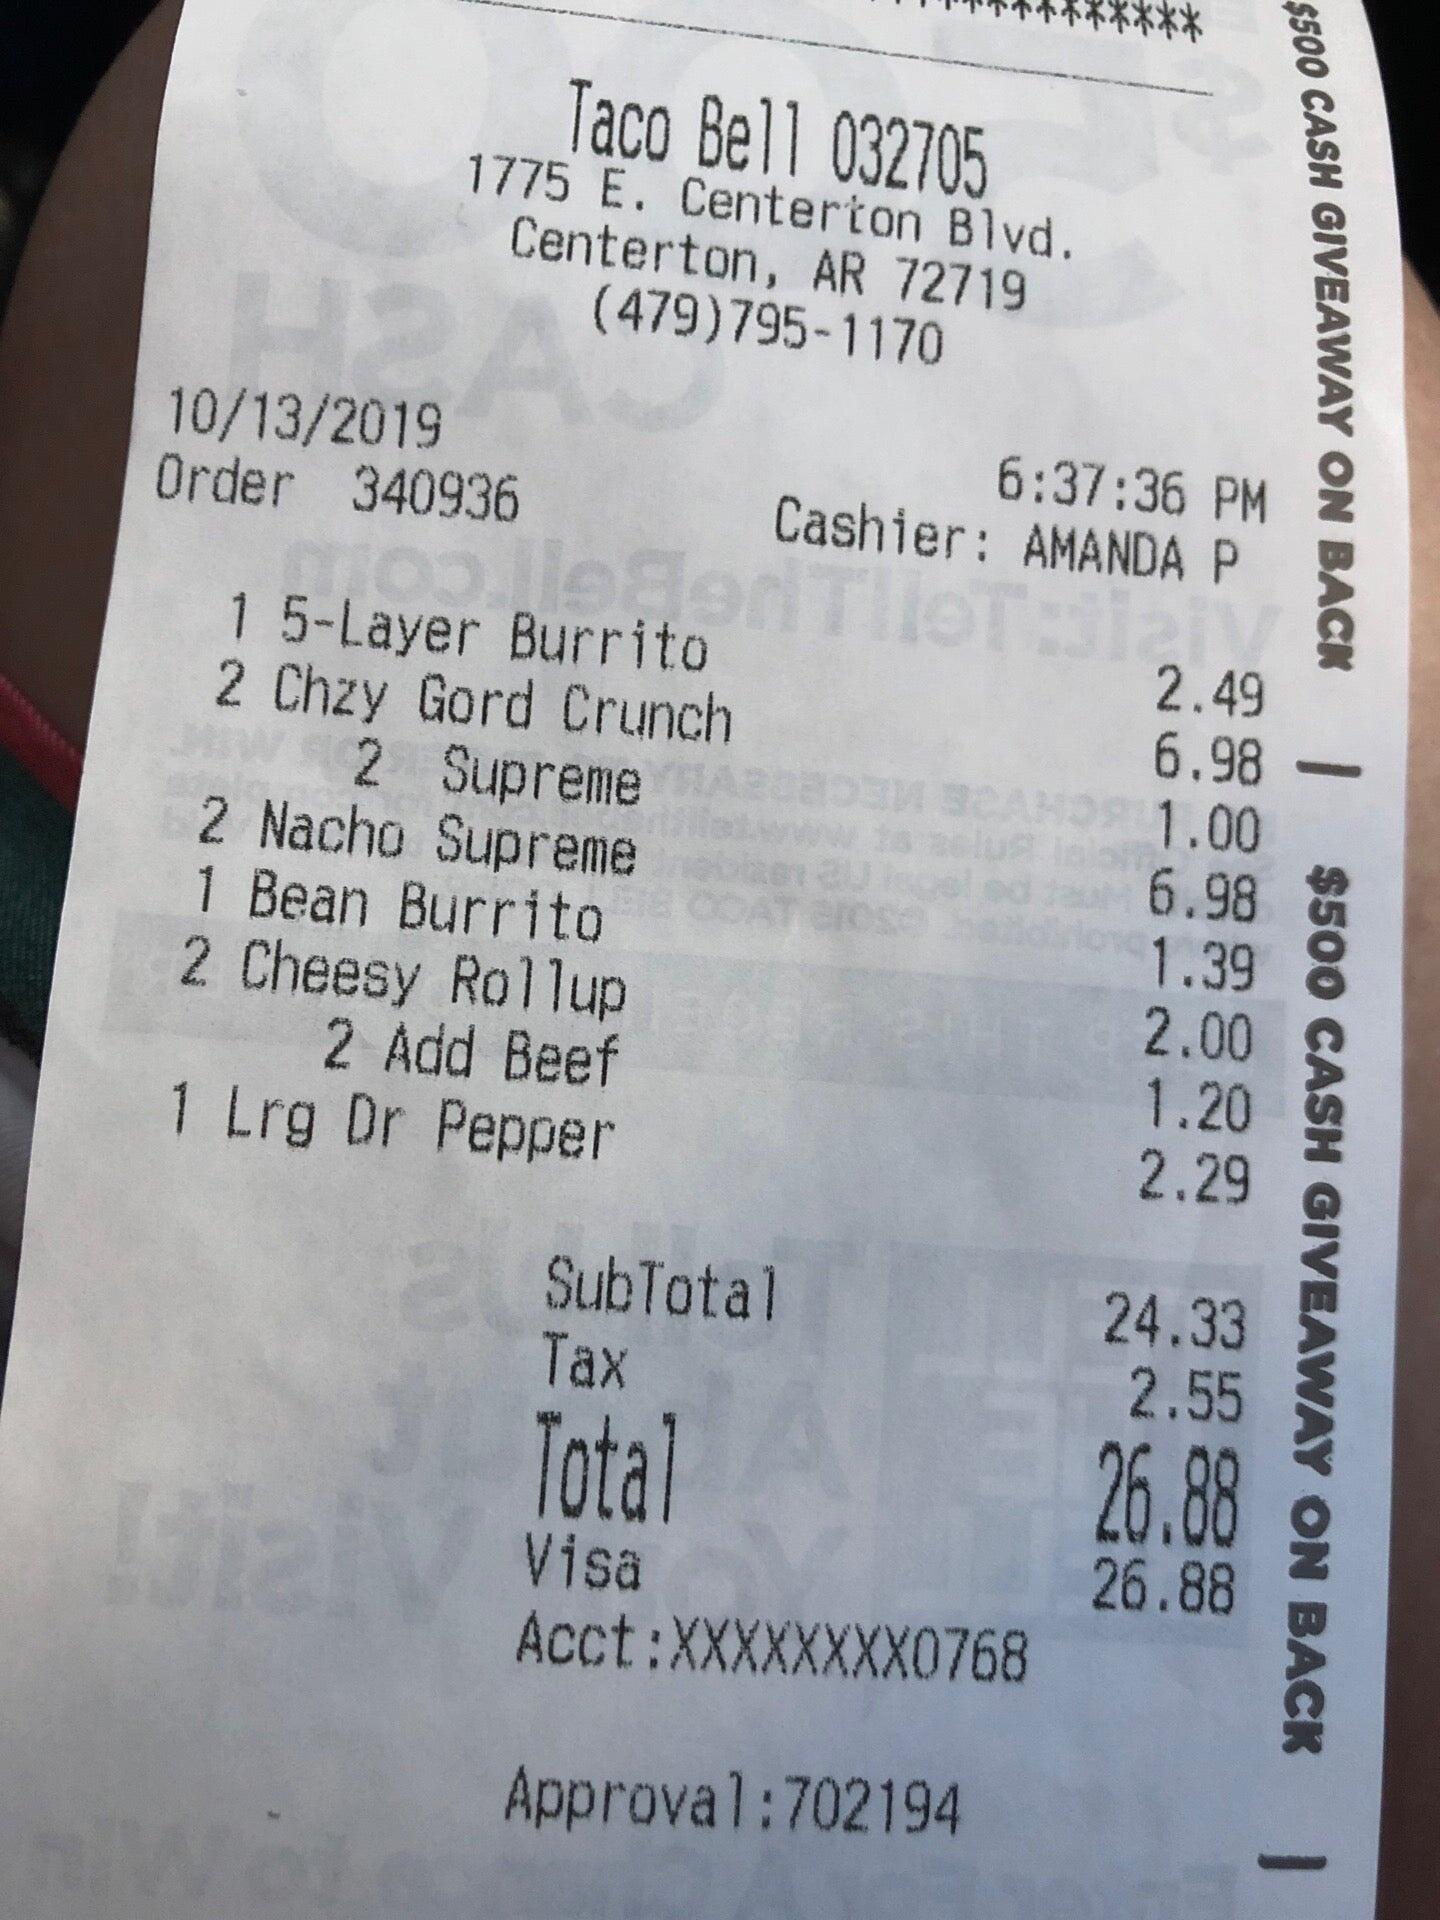 *************
Taco Bell 032705
1775 E. Centerton Blvd.
Centerton, AR 72719
(479)795-1170
10/13/2019 6:37:36 PM
Order 340936 Cashier: AMANDA P
1 5-Layer Burrito 2.49
2 Chzy Gord Crunch 6.98
2 Supreme 1.00
2 Nacho Supreme 6.98
1 Bean Burrito 1.39
2 Cheesy Rollup 2.00
2 Add Beef 1.20
1 Lrg Dr Pepper 2.29
SubTotal 24.33
Tax 2.55
Total 26.88
Visa 26.88
Acct:XXXXXXXX0768
Approval:702194
$500 CASH GIVEAWAY ON BACK | $500 CASH GIVEAWAY ON BACK |
Visit: TellTheBell.com
CASH